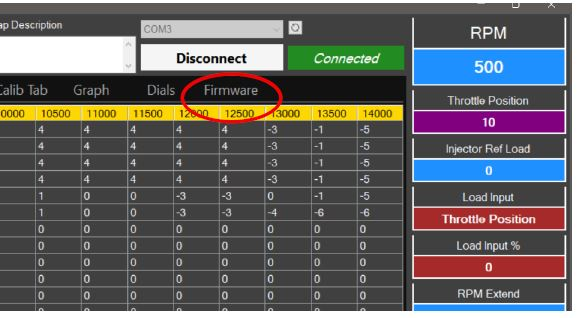 ap Description
COM3
RPM
Disconnect
Connected
500
Calib Tab Graph Dials Firmware
Throttle Position
10
0000 10500 11000 11500 12000 12500 13000 13500 14000
4 4 4 4 4 -3 -1 -5
4 4 4 4 4 -3 -1 -5
4 4 4 4 4 -3 -1 -5
4 4 4 4 4 -3 -1 -5
1 0 0 -3 -3 0 -1 -5
1 0 0 -3 -3 -4 -6 -6
0 0 0 0 0 0 0 0
0 0 0 0 0 0 0 0
0 0 0 0 0 0 0 0
0 0 0 0 0 0 0 0
0 0 0 0 0 0 0 0
Injector Ref Load
0
Load Input
Throttle Position
Load Input %
0
RPM Extend